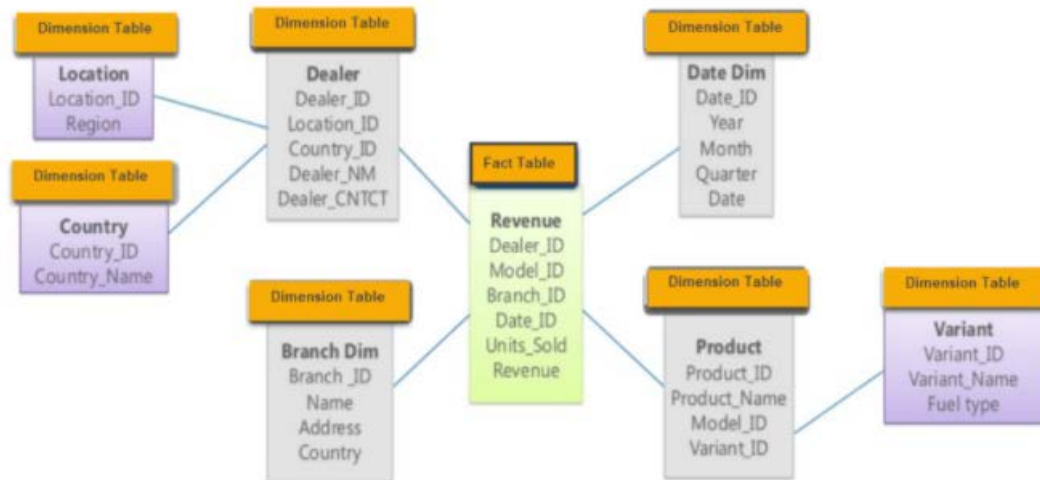 Dimension Table
Location
Location_ID
Region
Dimension Table
Dealer
Dealer_ID
Location_ID
Country_ID
Dealer_NM
Dealer_CNTCT
Dimension Table
Date Dim
Date_ID
Year
Month
Quarter
Date
Dimension Table
Country
Country_ID
Country_Name
Fact Table
Revenue
Dealer_ID
Model_ID
Branch_ID
Date_ID
Units_Sold
Revenue
Dimension Table
Branch Dim
Branch _ID
Name
Address
Country
Dimension Table
Product
Product_ID
Product_Name
Model_ID
Variant_ID
Dimension Table
Variant
Variant_ID
Variant_Name
Fuel type